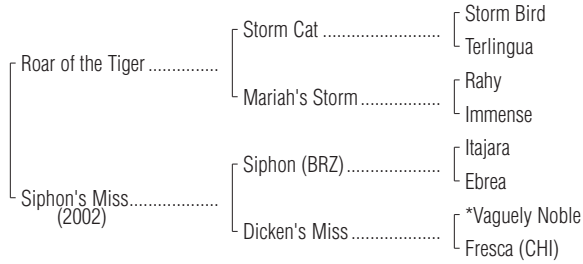 Storm Bird
Storm Cat ..............................
Terlingua
Roar of the Tiger ..................
Rahy
Mariah's Storm .....................
Immense
Itajara
Siphon (BRZ) ........................
Ebrea
Siphon's Miss.......................
(2002)
*Vaguely Noble
Dicken's Miss .......................
Fresca (CHI)